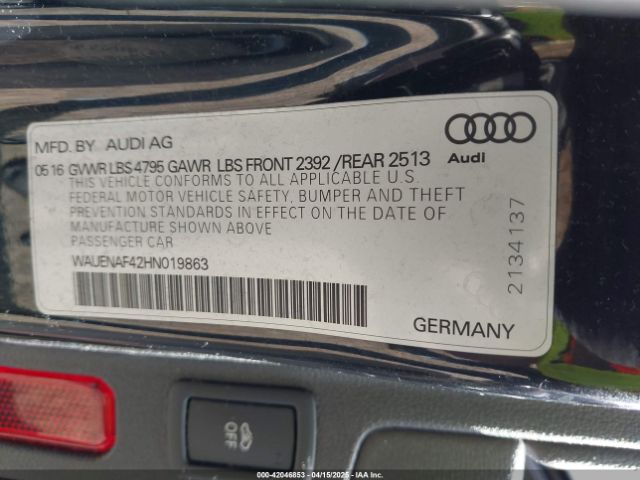 MFD. BY AUDI AG
05 16 GVWR LBS 4795 GAWR LBS FRONT 2392 /REAR 2513
THIS VEHICLE CONFORMS TO ALL APPLICABLE U.S.
FEDERAL MOTOR VEHICLE SAFETY, BUMPER AND THEFT
PREVENTION STANDARDS IN EFFECT ON THE DATE OF
MANUFACTURE SHOWN ABOVE
PASSENGER CAR
WAUENAF42HN019863
Audi
2134137
GERMANY
OFF
000-42046853 - 04/15/2025 - IAA Inc.